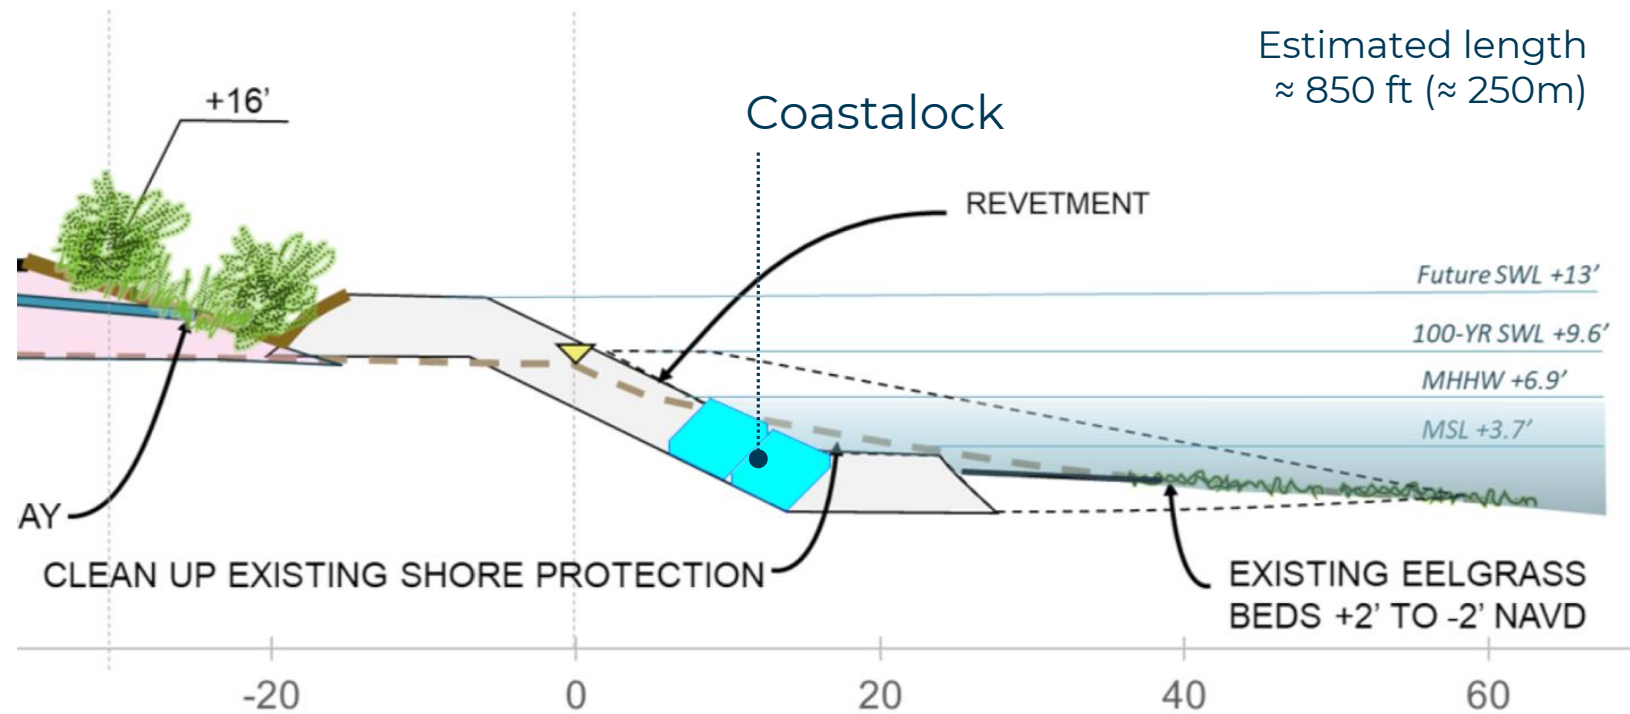 Estimated length
≈ 850 ft (≈ 250m)
+16’
Coastalock
REVETMENT
Future SWL +13’
100-YR SWL +9.6’
MHHW +6.9’
MSL +3.7’
AY
CLEAN UP EXISTING SHORE PROTECTION
EXISTING EELGRASS
BEDS +2’ TO -2’ NAVD
-20 0 20 40 60